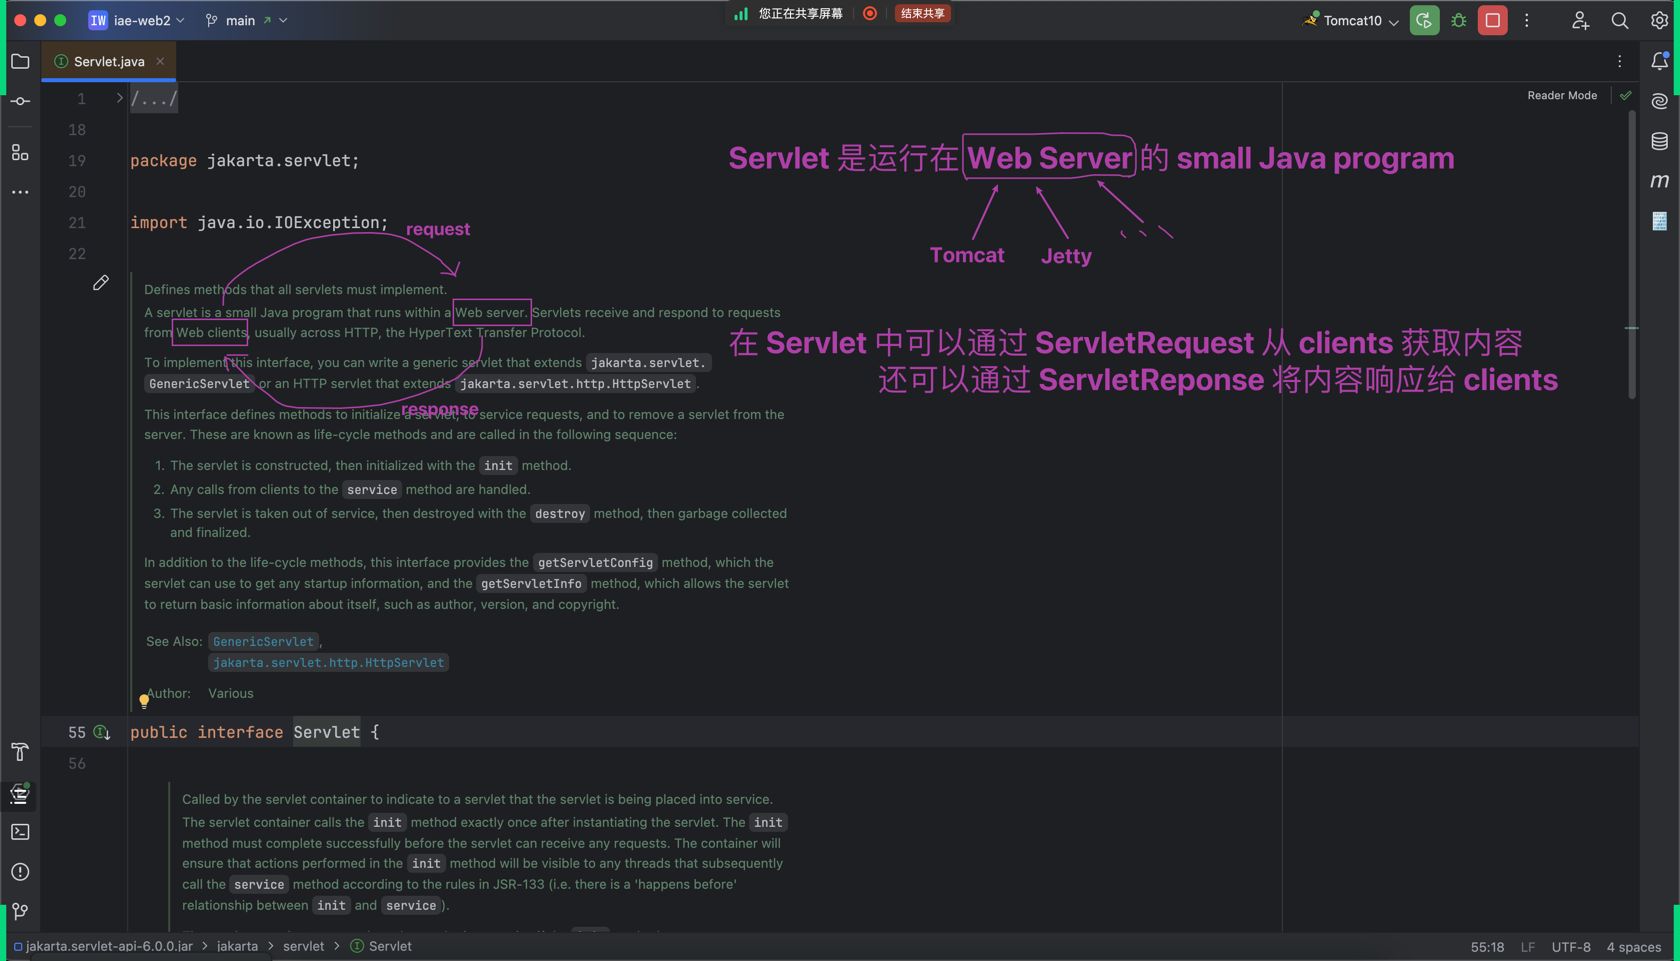 IW iae-web2 main
您正在共享屏幕 结束共享
Tomcat10
Servlet.java
Reader Mode
1 /.../
18
19 package jakarta.servlet;
20
21 import java.io.IOException;
22
Servlet 是运行在 Web Server 的 small Java program
Tomcat Jetty
request
Defines methods that all servlets must implement.
A servlet is a small Java program that runs within a Web server. Servlets receive and respond to requests
from Web clients, usually across HTTP, the HyperText Transfer Protocol.
To implement this interface, you can write a generic servlet that extends jakarta.servlet.
GenericServlet or an HTTP servlet that extends jakarta.servlet.http.HttpServlet.
response
在 Servlet 中可以通过 ServletRequest 从 clients 获取内容
还可以通过 ServletReponse 将内容响应给 clients
This interface defines methods to initialize a servlet, to service requests, and to remove a servlet from the
server. These are known as life-cycle methods and are called in the following sequence:
1. The servlet is constructed, then initialized with the init method.
2. Any calls from clients to the service method are handled.
3. The servlet is taken out of service, then destroyed with the destroy method, then garbage collected
and finalized.
In addition to the life-cycle methods, this interface provides the getServletConfig method, which the
servlet can use to get any startup information, and the getServletInfo method, which allows the servlet
to return basic information about itself, such as author, version, and copyright.
See Also: GenericServlet,
jakarta.servlet.http.HttpServlet
Author: Various
55 public interface Servlet {
56
Called by the servlet container to indicate to a servlet that the servlet is being placed into service.
The servlet container calls the init method exactly once after instantiating the servlet. The init
method must complete successfully before the servlet can receive any requests. The container will
ensure that actions performed in the init method will be visible to any threads that subsequently
call the service method according to the rules in JSR-133 (i.e. there is a 'happens before'
relationship between init and service).
jakarta.servlet-api-6.0.0.jar > jakarta > servlet > Servlet
55:18 LF UTF-8 4 spaces